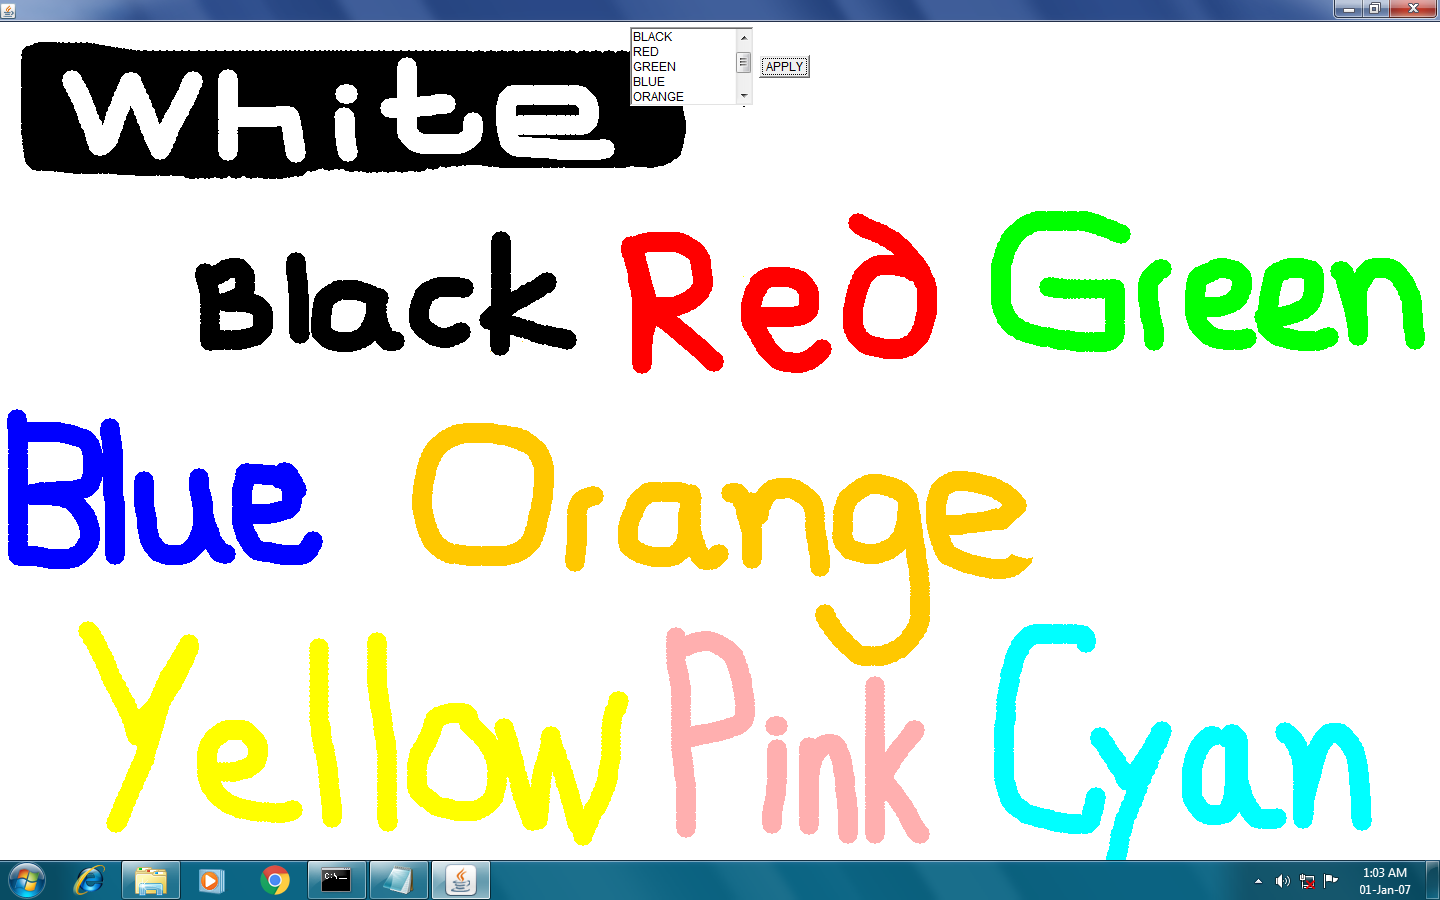 BLACK
RED
GREEN
BLUE
ORANGE
APPLY
White
Black Red Green
Blue Orange
Yellow Pink Cyan
C:\
1:03 AM
01-Jan-07